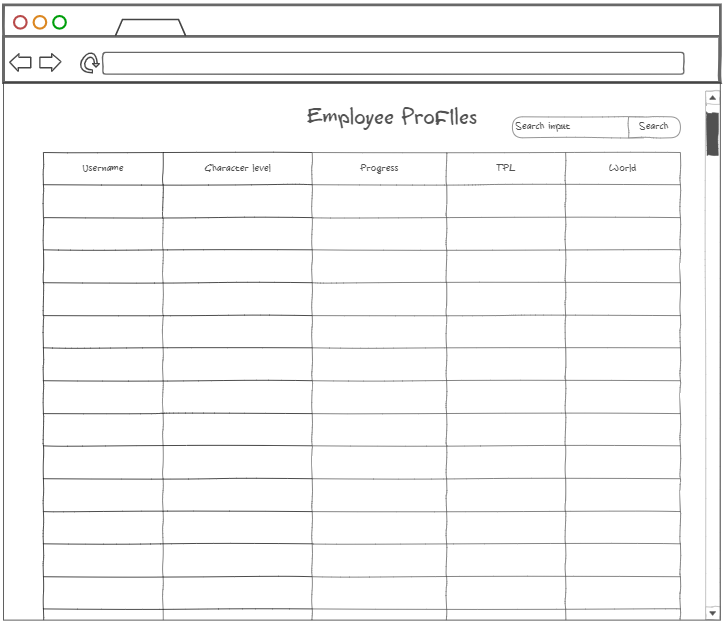 Employee Profiles
Search input Search
Username Character level Progress TPL World